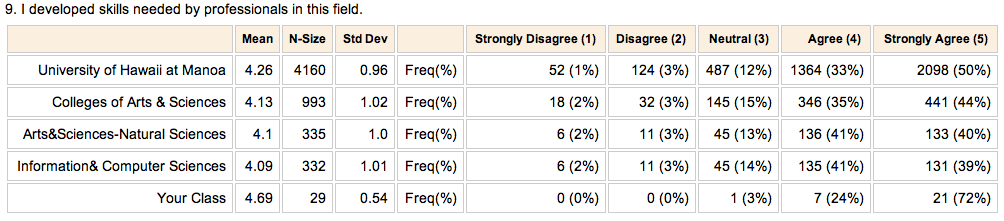 9. I developed skills needed by professionals in this field.
Mean N-Size Std Dev Strongly Disagree (1) Disagree (2) Neutral (3) Agree (4) Strongly Agree (5)
University of Hawaii at Manoa 4.26 4160 0.96 Freq(%) 52 (1%) 124 (3%) 487 (12%) 1364 (33%) 2098 (50%)
Colleges of Arts & Sciences 4.13 993 1.02 Freq(%) 18 (2%) 32 (3%) 145 (15%) 346 (35%) 441 (44%)
Arts&Sciences-Natural Sciences 4.1 335 1.0 Freq(%) 6 (2%) 11 (3%) 45 (13%) 136 (41%) 133 (40%)
Information& Computer Sciences 4.09 332 1.01 Freq(%) 6 (2%) 11 (3%) 45 (14%) 135 (41%) 131 (39%)
Your Class 4.69 29 0.54 Freq(%) 0 (0%) 0 (0%) 1 (3%) 7 (24%) 21 (72%)